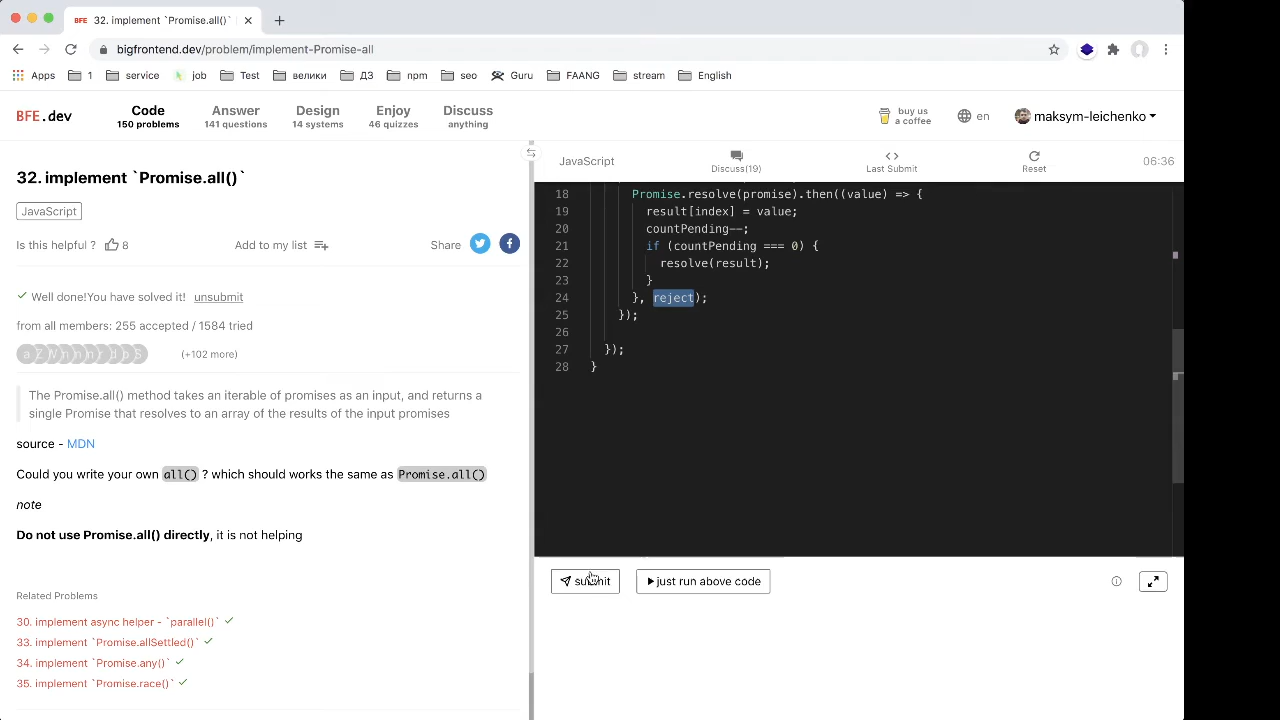 BFE 32. implement `Promise.all()` `
bigfrontend.dev/problem/implement-Promise-all
Apps 1 service job Test велики ДЗ npm seo Guru FAANG stream English
BFE.dev
Code
150 problems
Answer
141 questions
Design
14 systems
Enjoy
46 quizzes
Discuss
anything
buy us
a coffee
en
maksym-leichenko
32. implement `Promise.all()`
JavaScript
Is this helpful ? 8
Add to my list
Share
Well done!You have solved it! unsubmit
from all members: 255 accepted / 1584 tried
(+102 more)
The Promise.all() method takes an iterable of promises as an input, and returns a
single Promise that resolves to an array of the results of the input promises
source - MDN
Could you write your own all() ? which should works the same as Promise.all()
note
Do not use Promise.all() directly, it is not helping
Related Problems
30. implement async helper - `parallel()`
33. implement `Promise.allSettled()`
34. implement `Promise.any()`
35. implement `Promise.race()`
JavaScript
Discuss(19)
Last Submit
Reset
06:36
18 Promise.resolve(promise).then((value) => {
19 result[index] = value;
20 countPending--;
21 if (countPending === 0) {
22 resolve(result);
23 }
24 }, reject);
25 });
26
27 });
28 }
submit
just run above code